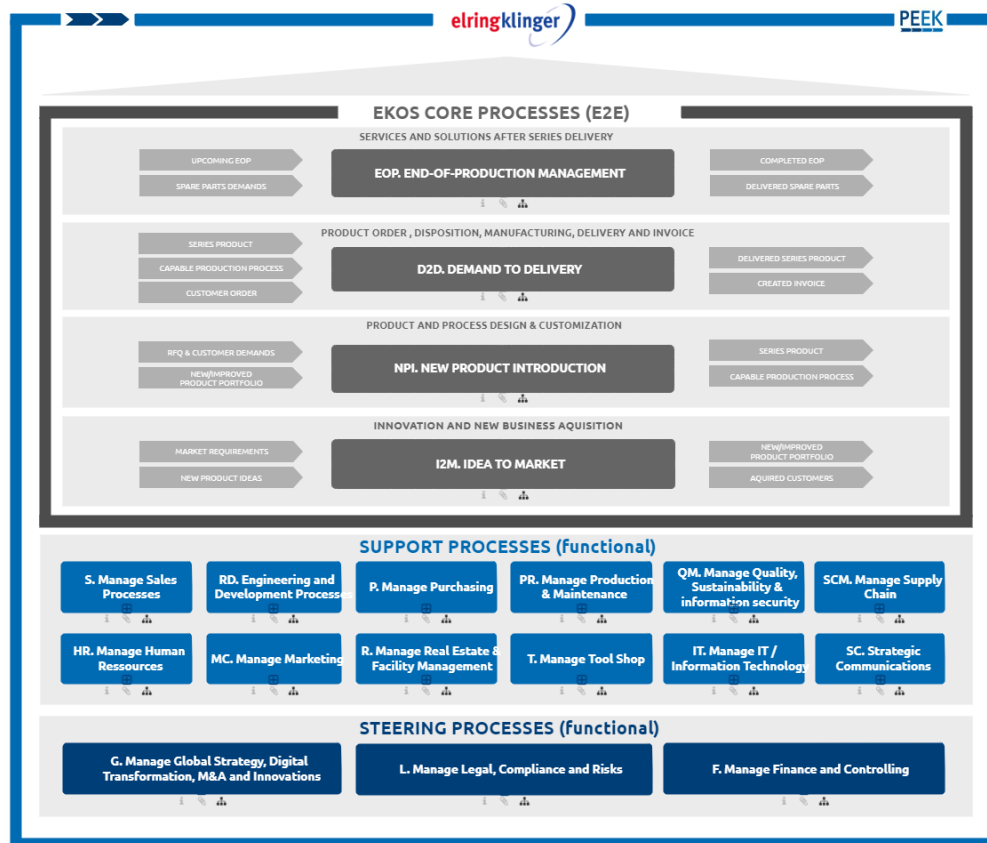 elringklinger
PEEK
EKOS CORE PROCESSES (E2E)
SERVICES AND SOLUTIONS AFTER SERIES DELIVERY
UPCOMING EOP
SPARE PARTS DEMANDS
EOP. END-OF-PRODUCTION MANAGEMENT
COMPLETED EOP
DELIVERED SPARE PARTS
PRODUCT ORDER , DISPOSITION, MANUFACTURING, DELIVERY AND INVOICE
SERIES PRODUCT
CAPABLE PRODUCTION PROCESS
CUSTOMER ORDER
D2D. DEMAND TO DELIVERY
DELIVERED SERIES PRODUCT
CREATED INVOICE
PRODUCT AND PROCESS DESIGN & CUSTOMIZATION
RFQ & CUSTOMER DEMANDS
NEW/IMPROVED
PRODUCT PORTFOLIO
NPI. NEW PRODUCT INTRODUCTION
SERIES PRODUCT
CAPABLE PRODUCTION PROCESS
INNOVATION AND NEW BUSINESS AQUISITION
MARKET REQUIREMENTS
NEW PRODUCT IDEAS
I2M. IDEA TO MARKET
NEW/IMPROVED
PRODUCT PORTFOLIO
AQUIRED CUSTOMERS
SUPPORT PROCESSES (functional)
S. Manage Sales
Processes
RD. Engineering and
Development Processes
P. Manage Purchasing
PR. Manage Production
& Maintenance
QM. Manage Quality,
Sustainability &
information security
SCM. Manage Supply
Chain
HR. Manage Human
Ressources
MC. Manage Marketing
R. Manage Real Estate &
Facility Management
T. Manage Tool Shop
IT. Manage IT /
Information Technology
SC. Strategic
Communications
STEERING PROCESSES (functional)
G. Manage Global Strategy, Digital
Transformation, M&A and Innovations
L. Manage Legal, Compliance and Risks
F. Manage Finance and Controlling